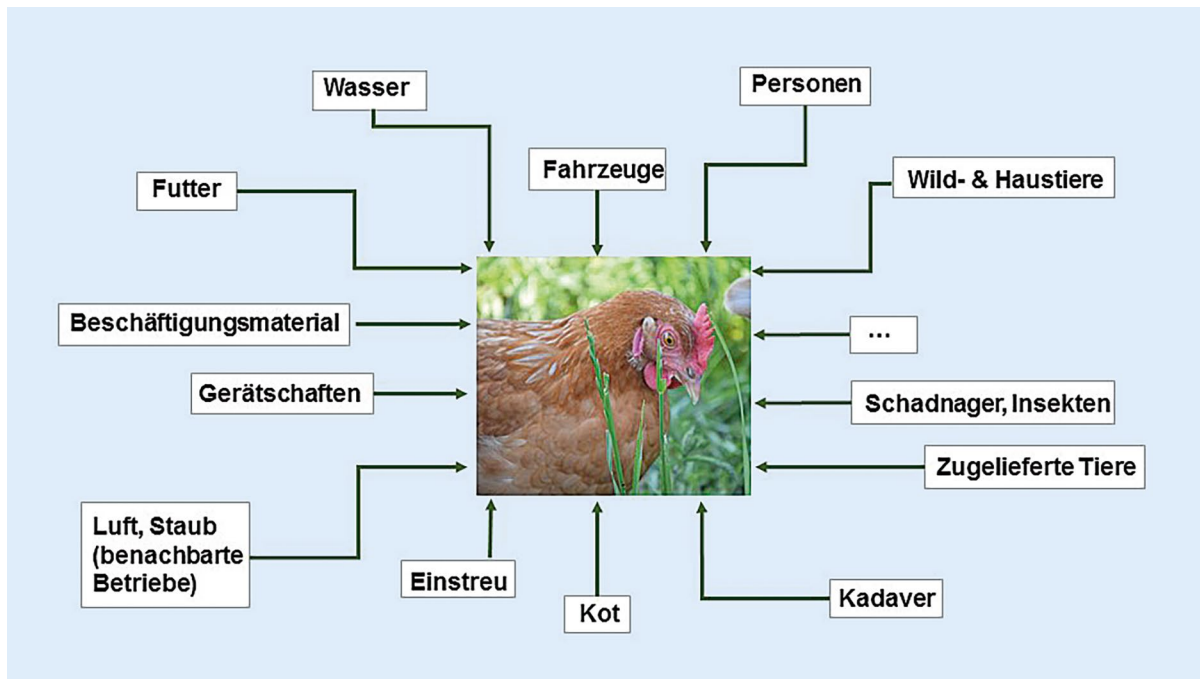 Wasser
Personen
Fahrzeuge
Futter
Wild- & Haustiere
Beschäftigungsmaterial
...
Gerätschaften
Schadnager, Insekten
Zugelieferte Tiere
Luft, Staub
(benachbarte
Betriebe)
Einstreu
Kot
Kadaver